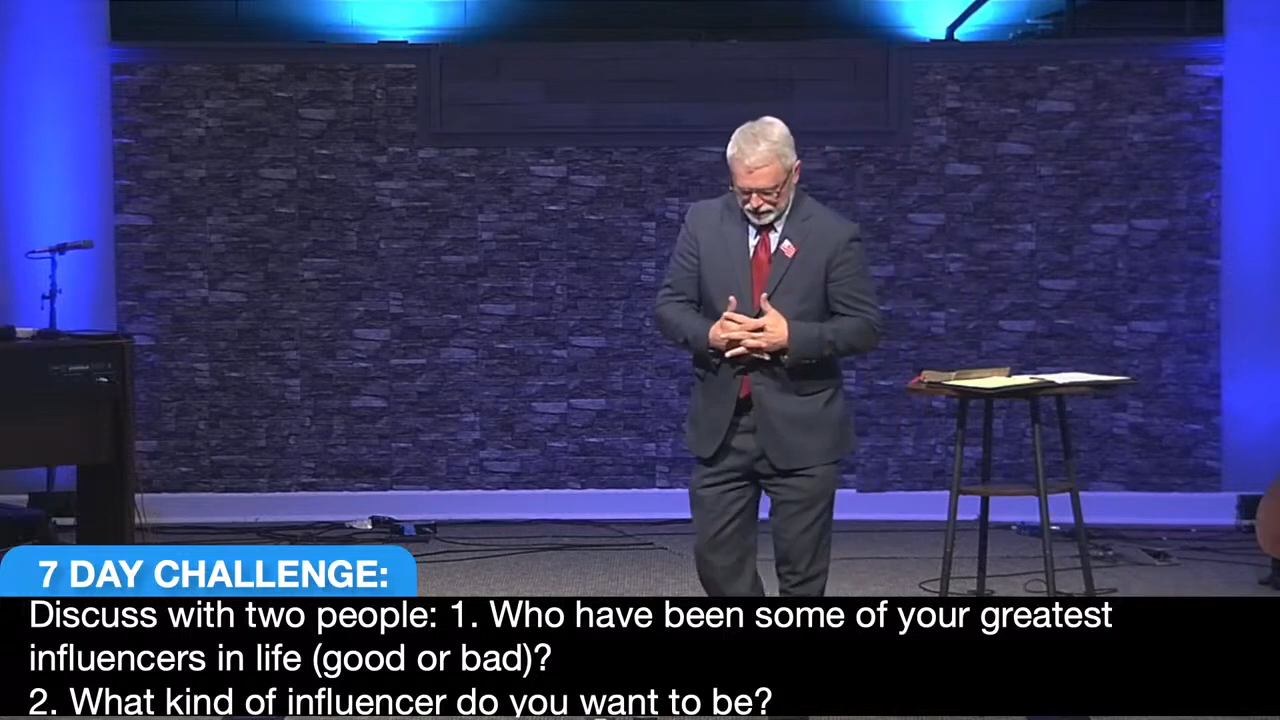 7 DAY CHALLENGE:
Discuss with two people: 1. Who have been some of your greatest
influencers in life (good or bad)?
2. What kind of influencer do you want to be?